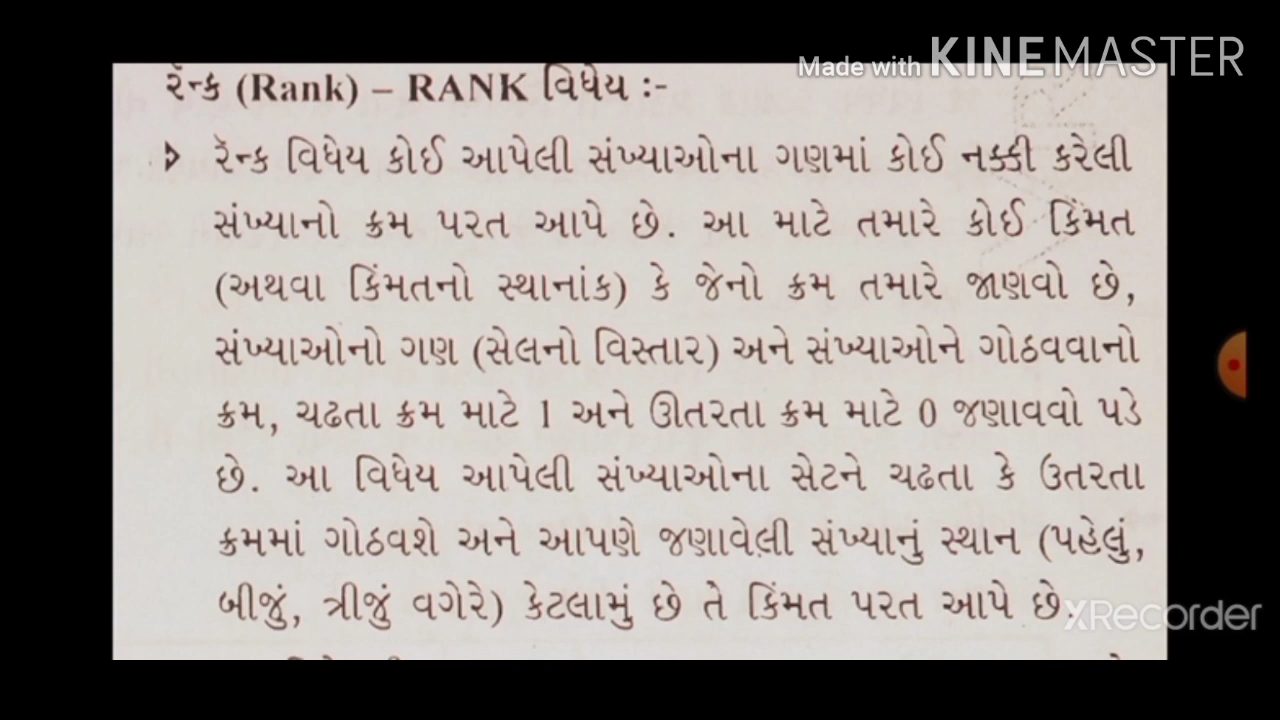 Made with KINEMASTER
રૅન્ક (Rank) – RANK વિધેય :-
રૅન્ક વિધેય કોઈ આપેલી સંખ્યાઓના ગણમાં કોઈ નક્કી કરેલી
સંખ્યાનો ક્રમ પરત આપે છે. આ માટે તમારે કોઈ કિંમત
(અથવા કિંમતનો સ્થાનાંક) કે જેનો ક્રમ તમારે જાણવો છે,
સંખ્યાઓનો ગણ (સેલનો વિસ્તાર) અને સંખ્યાઓને ગોઠવવાનો
ક્રમ, ચઢતા ક્રમ માટે 1 અને ઊતરતા ક્રમ માટે 0 જણાવવો પડે
છે. આ વિધેય આપેલી સંખ્યાઓના સેટને ચઢતા કે ઉતરતા
ક્રમમાં ગોઠવશે અને આપણે જણાવેલી સંખ્યાનું સ્થાન (પહેલું,
બીજું, ત્રીજું વગેરે) કેટલામું છે તે કિંમત પરત આપે છે.
XRecorder